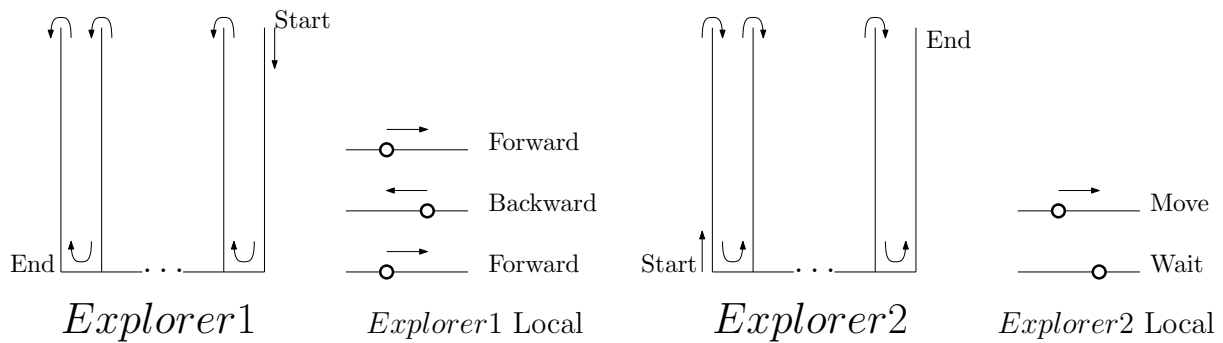 Start
End
Forward
Backward
Forward
Explorer1
Explorer1 Local
End
Start
Move
Wait
Explorer2
Explorer2 Local